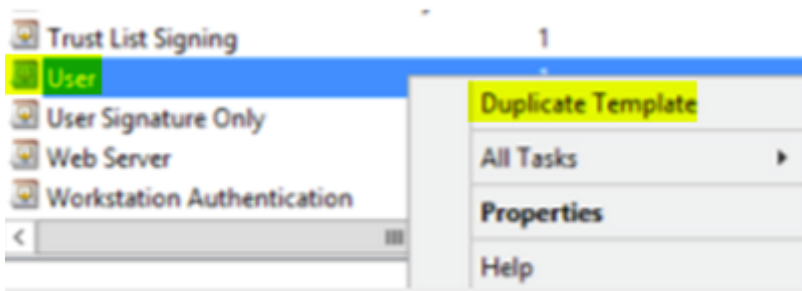 Trust List Signing 1
User
User Signature Only
Web Server
Workstation Authentication
Duplicate Template
All Tasks
Properties
Help